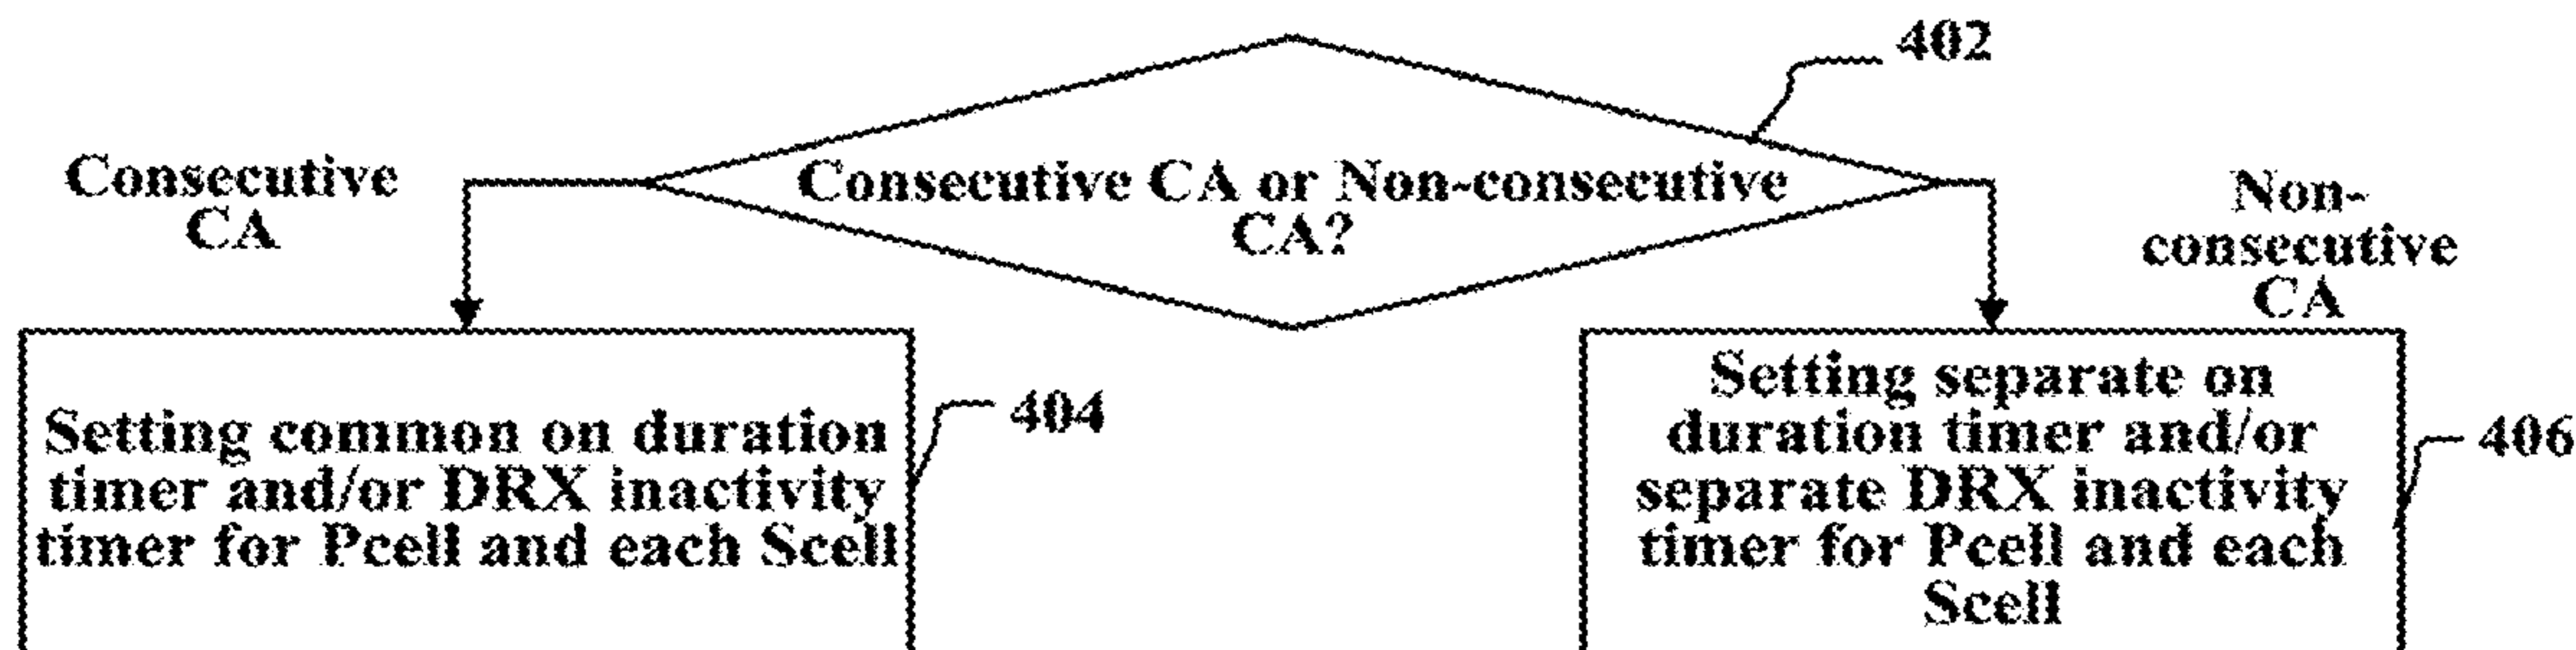 402
Consecutive
CA
Consecutive CA or Non-consecutive
CA?
Non-
consecutive
CA
Setting common on duration
timer and/or DRX inactivity
timer for Pcell and each Scell
404
Setting separate on
duration timer and/or
separate DRX inactivity
timer for Pcell and each
Scell
406